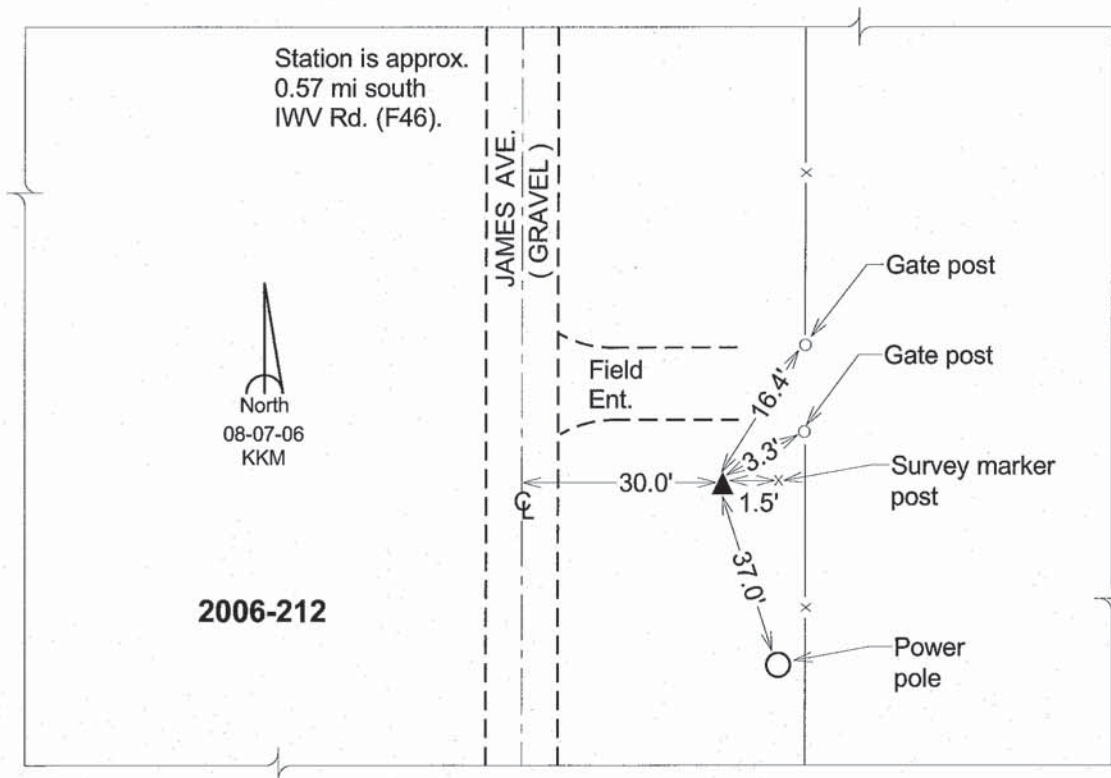 Station is approx.
0.57 mi south
IWV Rd. (F46).
JAMES AVE.
( GRAVEL )
Gate post
Gate post
Field
Ent.
16.4'
3.3'
North
08-07-06
KKM
Survey marker
post
30.0'
1.5'
℄
37.0'
2006-212
Power
pole